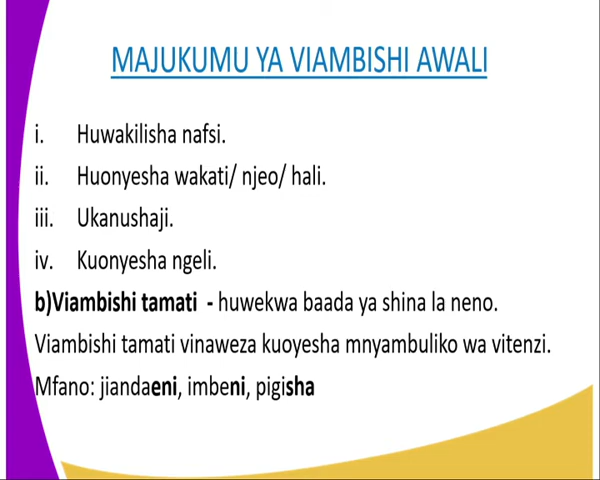 MAJUKUMU YA VIAMBISHI AWALI
i. Huwakilisha nafsi.
ii. Huonyesha wakati/ njeo/ hali.
iii. Ukanushaji.
iv. Kuonyesha ngeli.
b)Viambishi tamati - huwekwa baada ya shina la neno.
Viambishi tamati vinaweza kuoyesha mnyambuliko wa vitenzi.
Mfano: jiandaeni, imbeni, pigisha